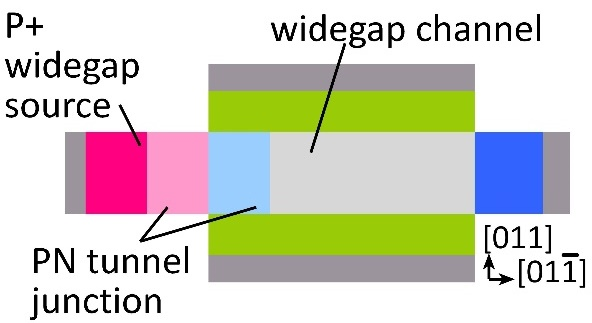 P+
widegap
source
widegap channel
PN tunnel
junction
[011]
[011̅]